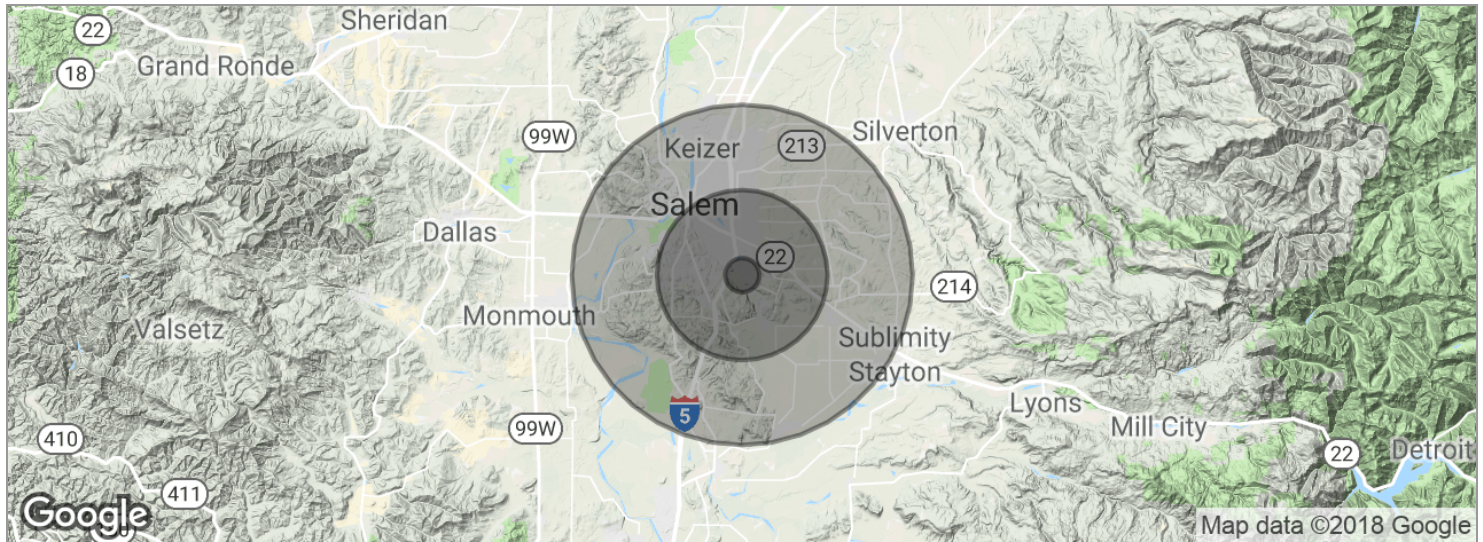 Sheridan
22
Grand Ronde
18
99W
Keizer
213
Silverton
Salem
Dallas
22
214
Monmouth
Valsetz
Sublimity
Stayton
Lyons
5
Mill City
99W
410
22
Detroit
411
Google
Map data ©2018 Google